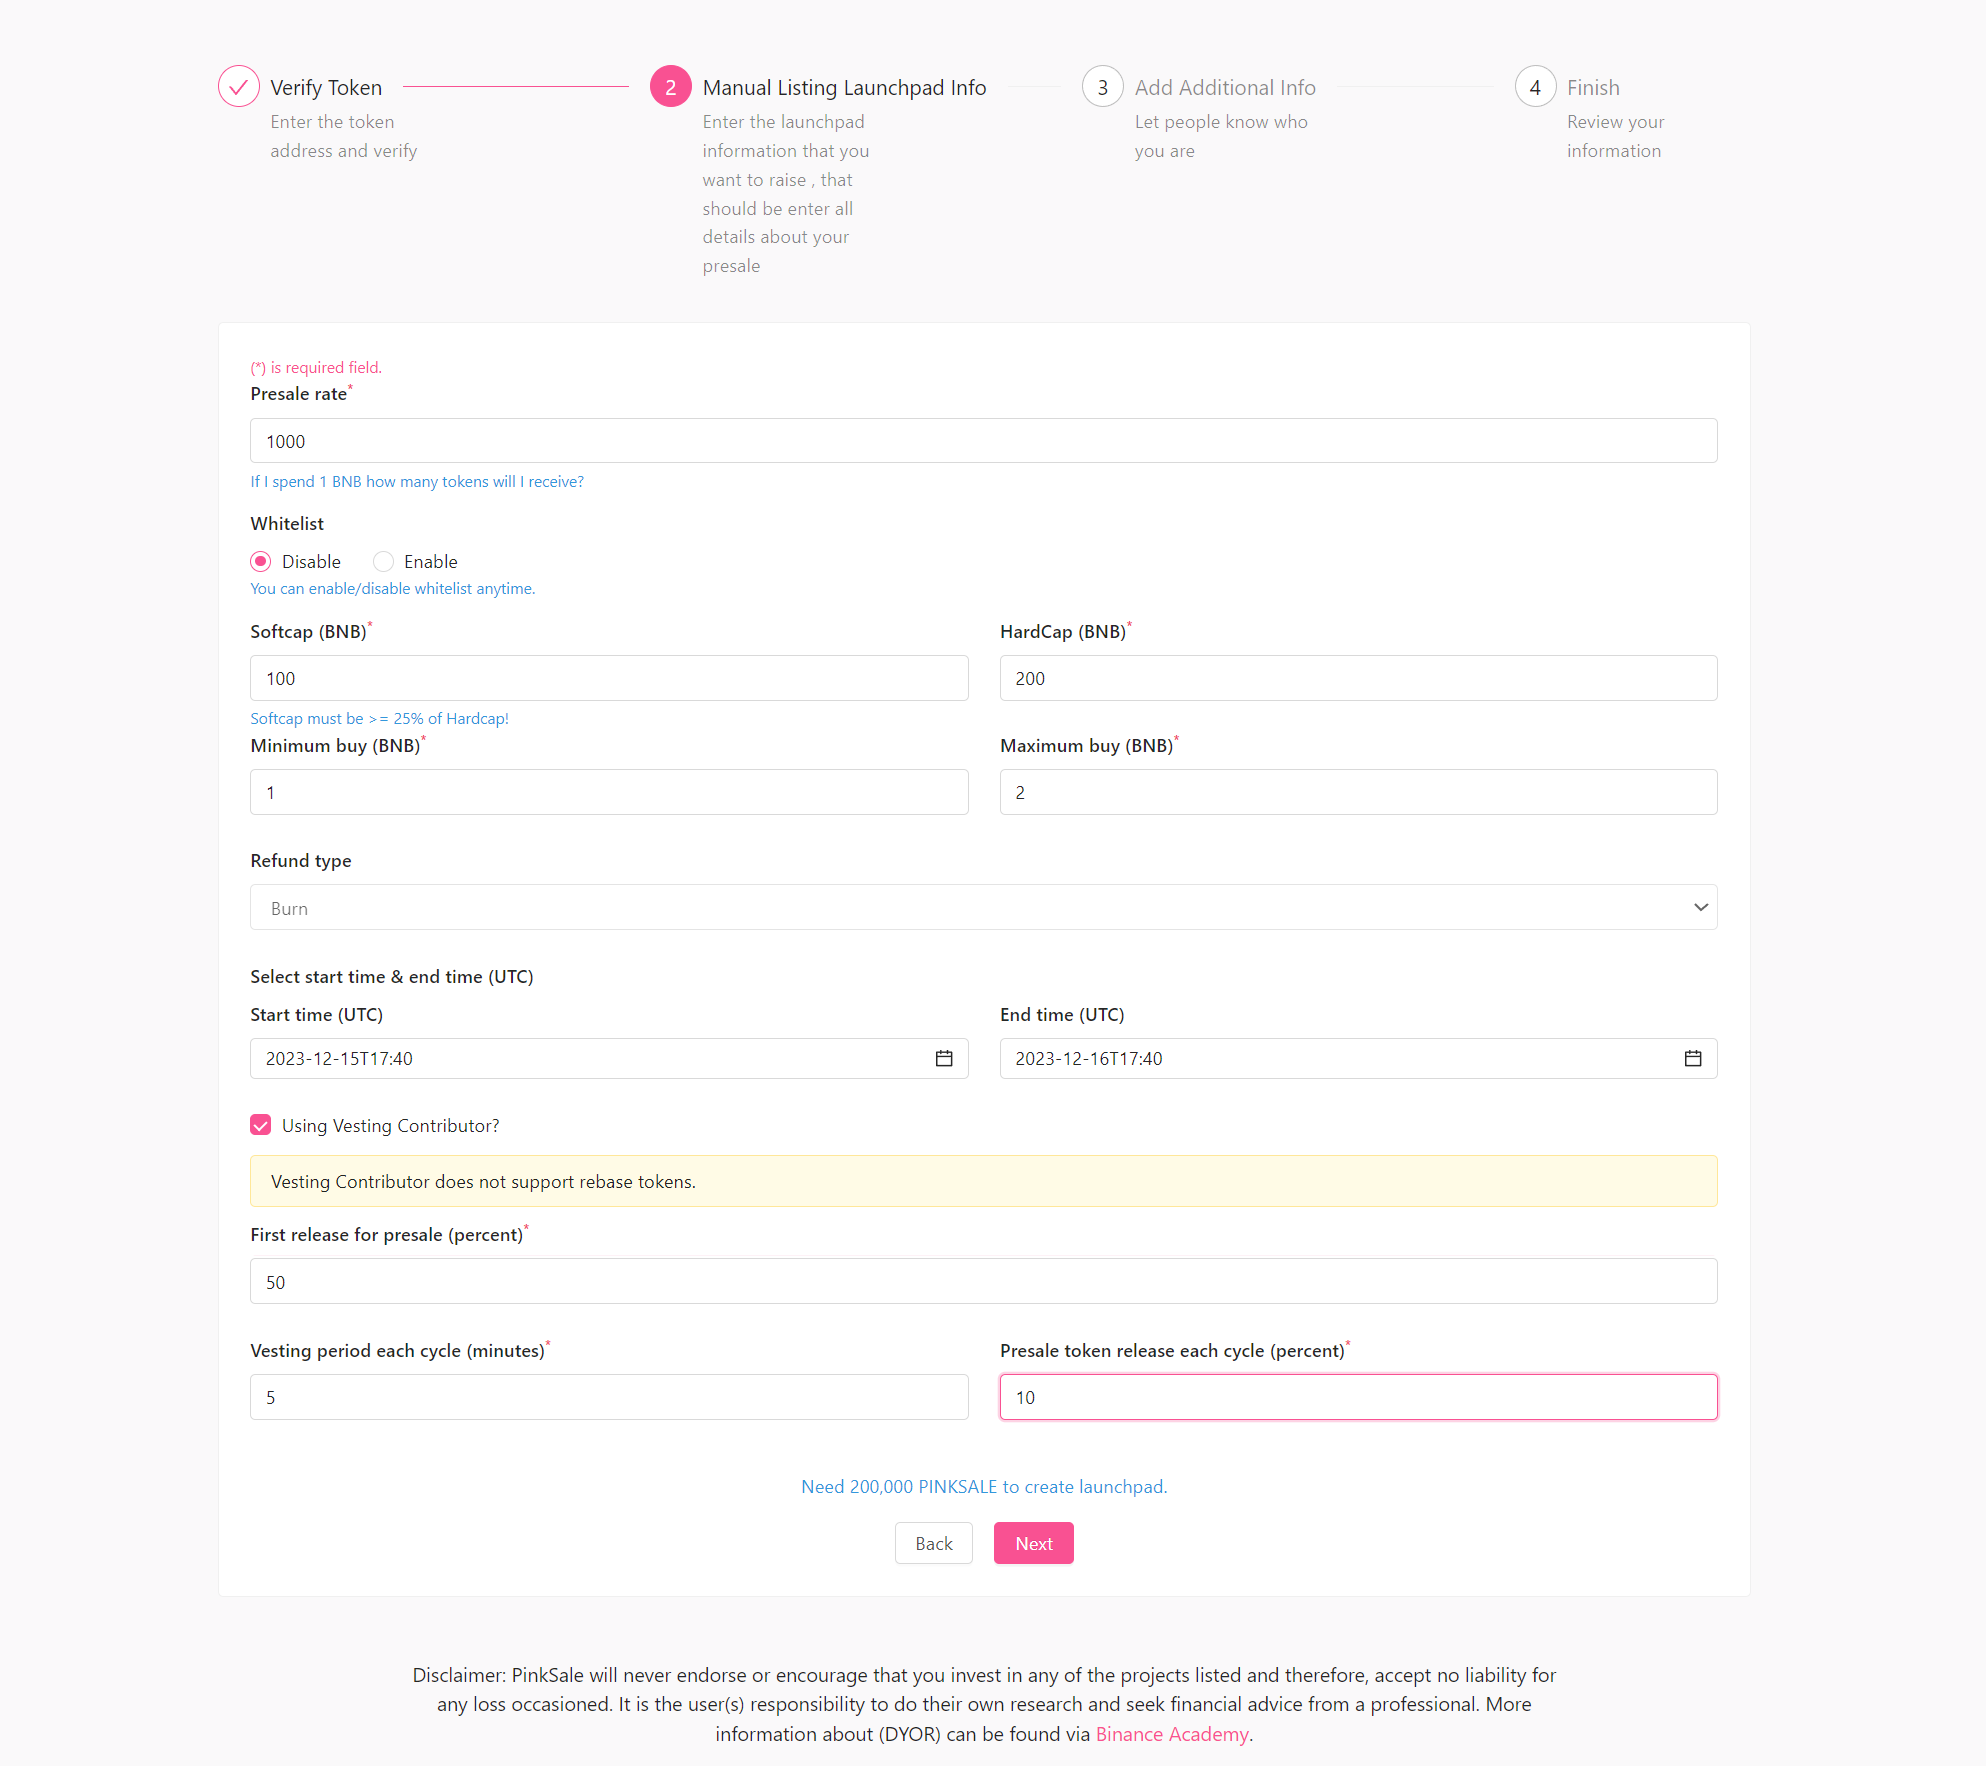 Verify Token
Enter the token
address and verify
2
Manual Listing Launchpad Info
Enter the launchpad
information that you
want to raise , that
should be enter all
details about your
presale
3
Add Additional Info
Let people know who
you are
4
Finish
Review your
information
(*) is required field.
Presale rate*
1000
If I spend 1 BNB how many tokens will I receive?
Whitelist
Disable Enable
You can enable/disable whitelist anytime.
Softcap (BNB)* HardCap (BNB)*
100 200
Softcap must be >= 25% of Hardcap!
Minimum buy (BNB)* Maximum buy (BNB)*
1 2
Refund type
Burn
Select start time & end time (UTC)
Start time (UTC) End time (UTC)
2023-12-15T17:40 2023-12-16T17:40
Using Vesting Contributor?
Vesting Contributor does not support rebase tokens.
First release for presale (percent)*
50
Vesting period each cycle (minutes)* Presale token release each cycle (percent)*
5 10
Need 200,000 PINKSALE to create launchpad.
Back Next
Disclaimer: PinkSale will never endorse or encourage that you invest in any of the projects listed and therefore, accept no liability for
any loss occasioned. It is the user(s) responsibility to do their own research and seek financial advice from a professional. More
information about (DYOR) can be found via Binance Academy.